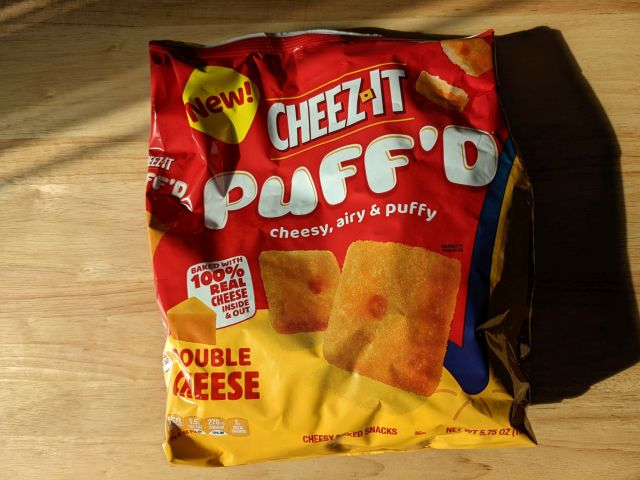 New!
CHEEZ-IT
PUFF'D
cheesy, airy & puffy
BAKED WITH
100%
REAL
CHEESE
INSIDE
& OUT
DOUBLE
CHEESE
CHEESY BAKED SNACKS
NET WT 5.75 OZ